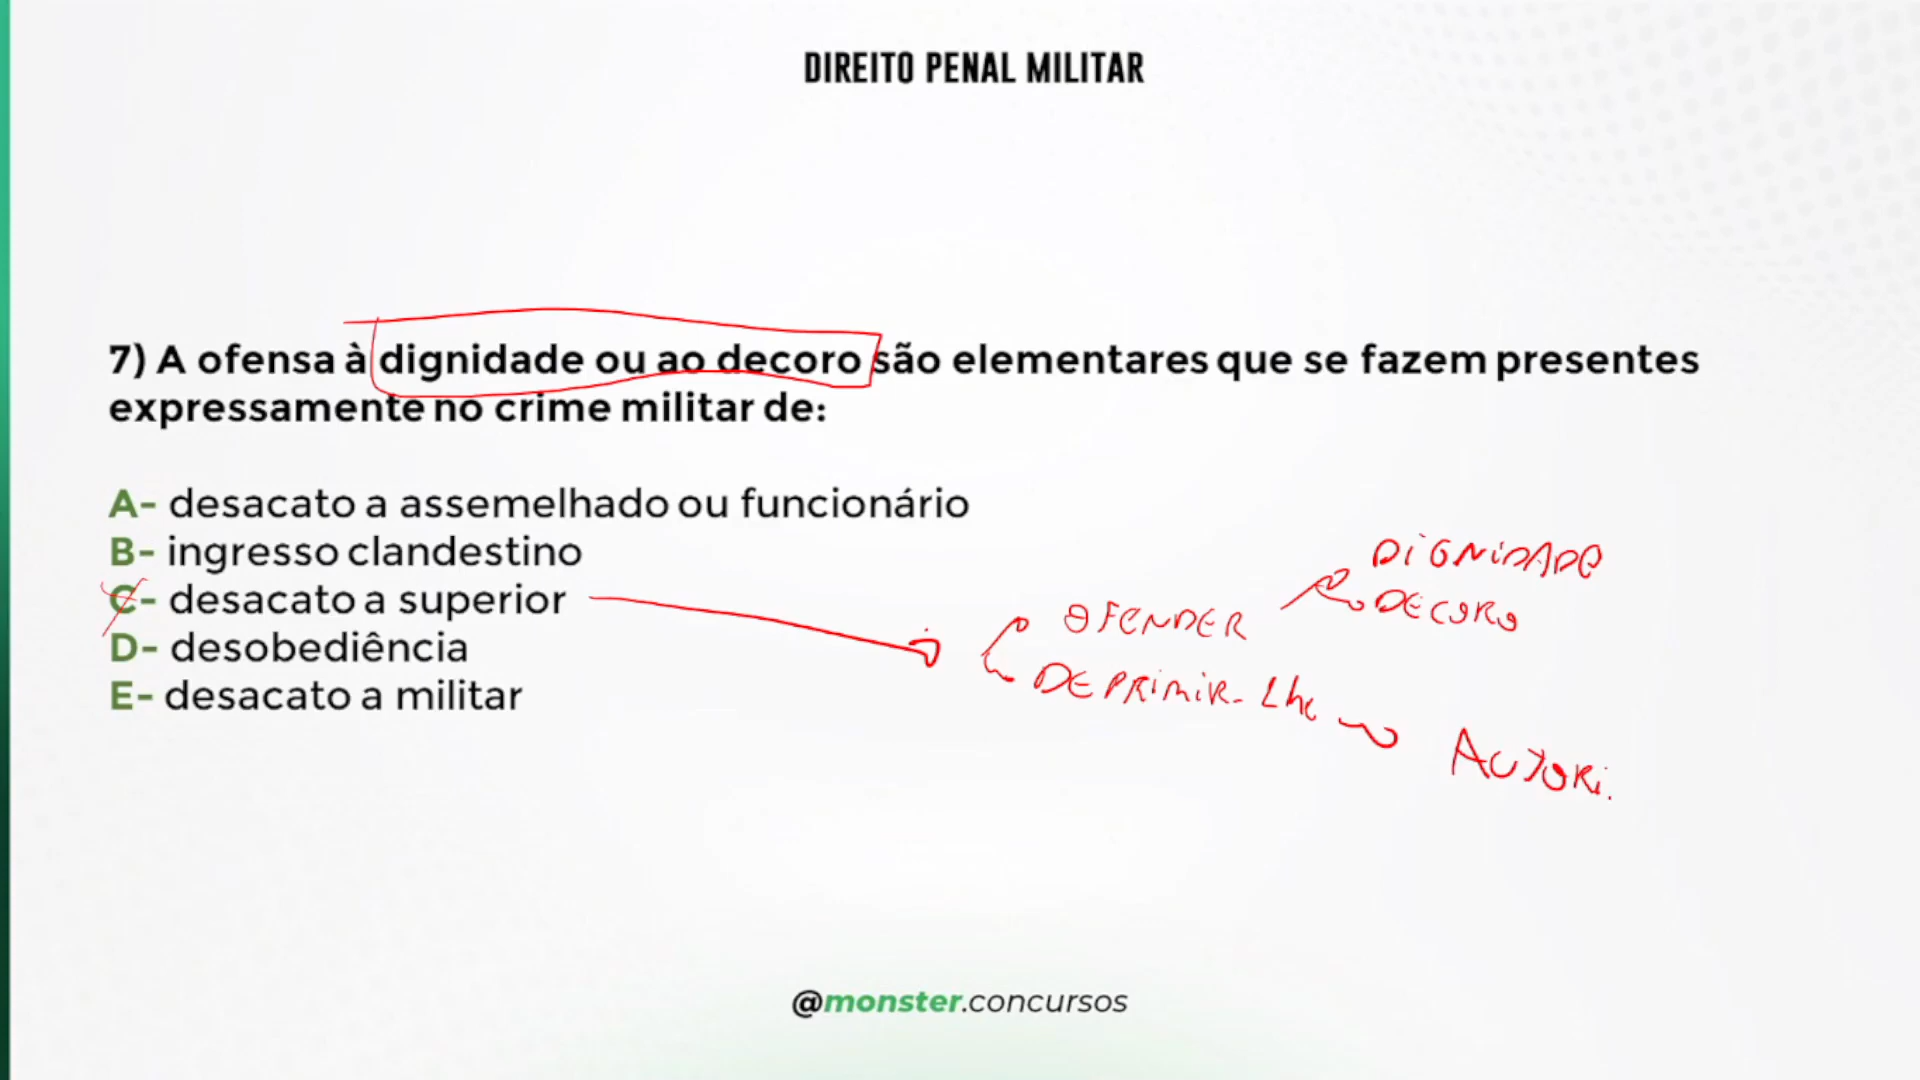 DIREITO PENAL MILITAR
7) A ofensa à dignidade ou ao decoro são elementares que se fazem presentes
expressamente no crime militar de:
A- desacato a assemelhado ou funcionário
B- ingresso clandestino
C- desacato a superior
D- desobediência
E- desacato a militar
DIGNIDADE
DECORO
OFENDER
DEPRIMIR-Lhe
AUTORI.
@monster.concursos